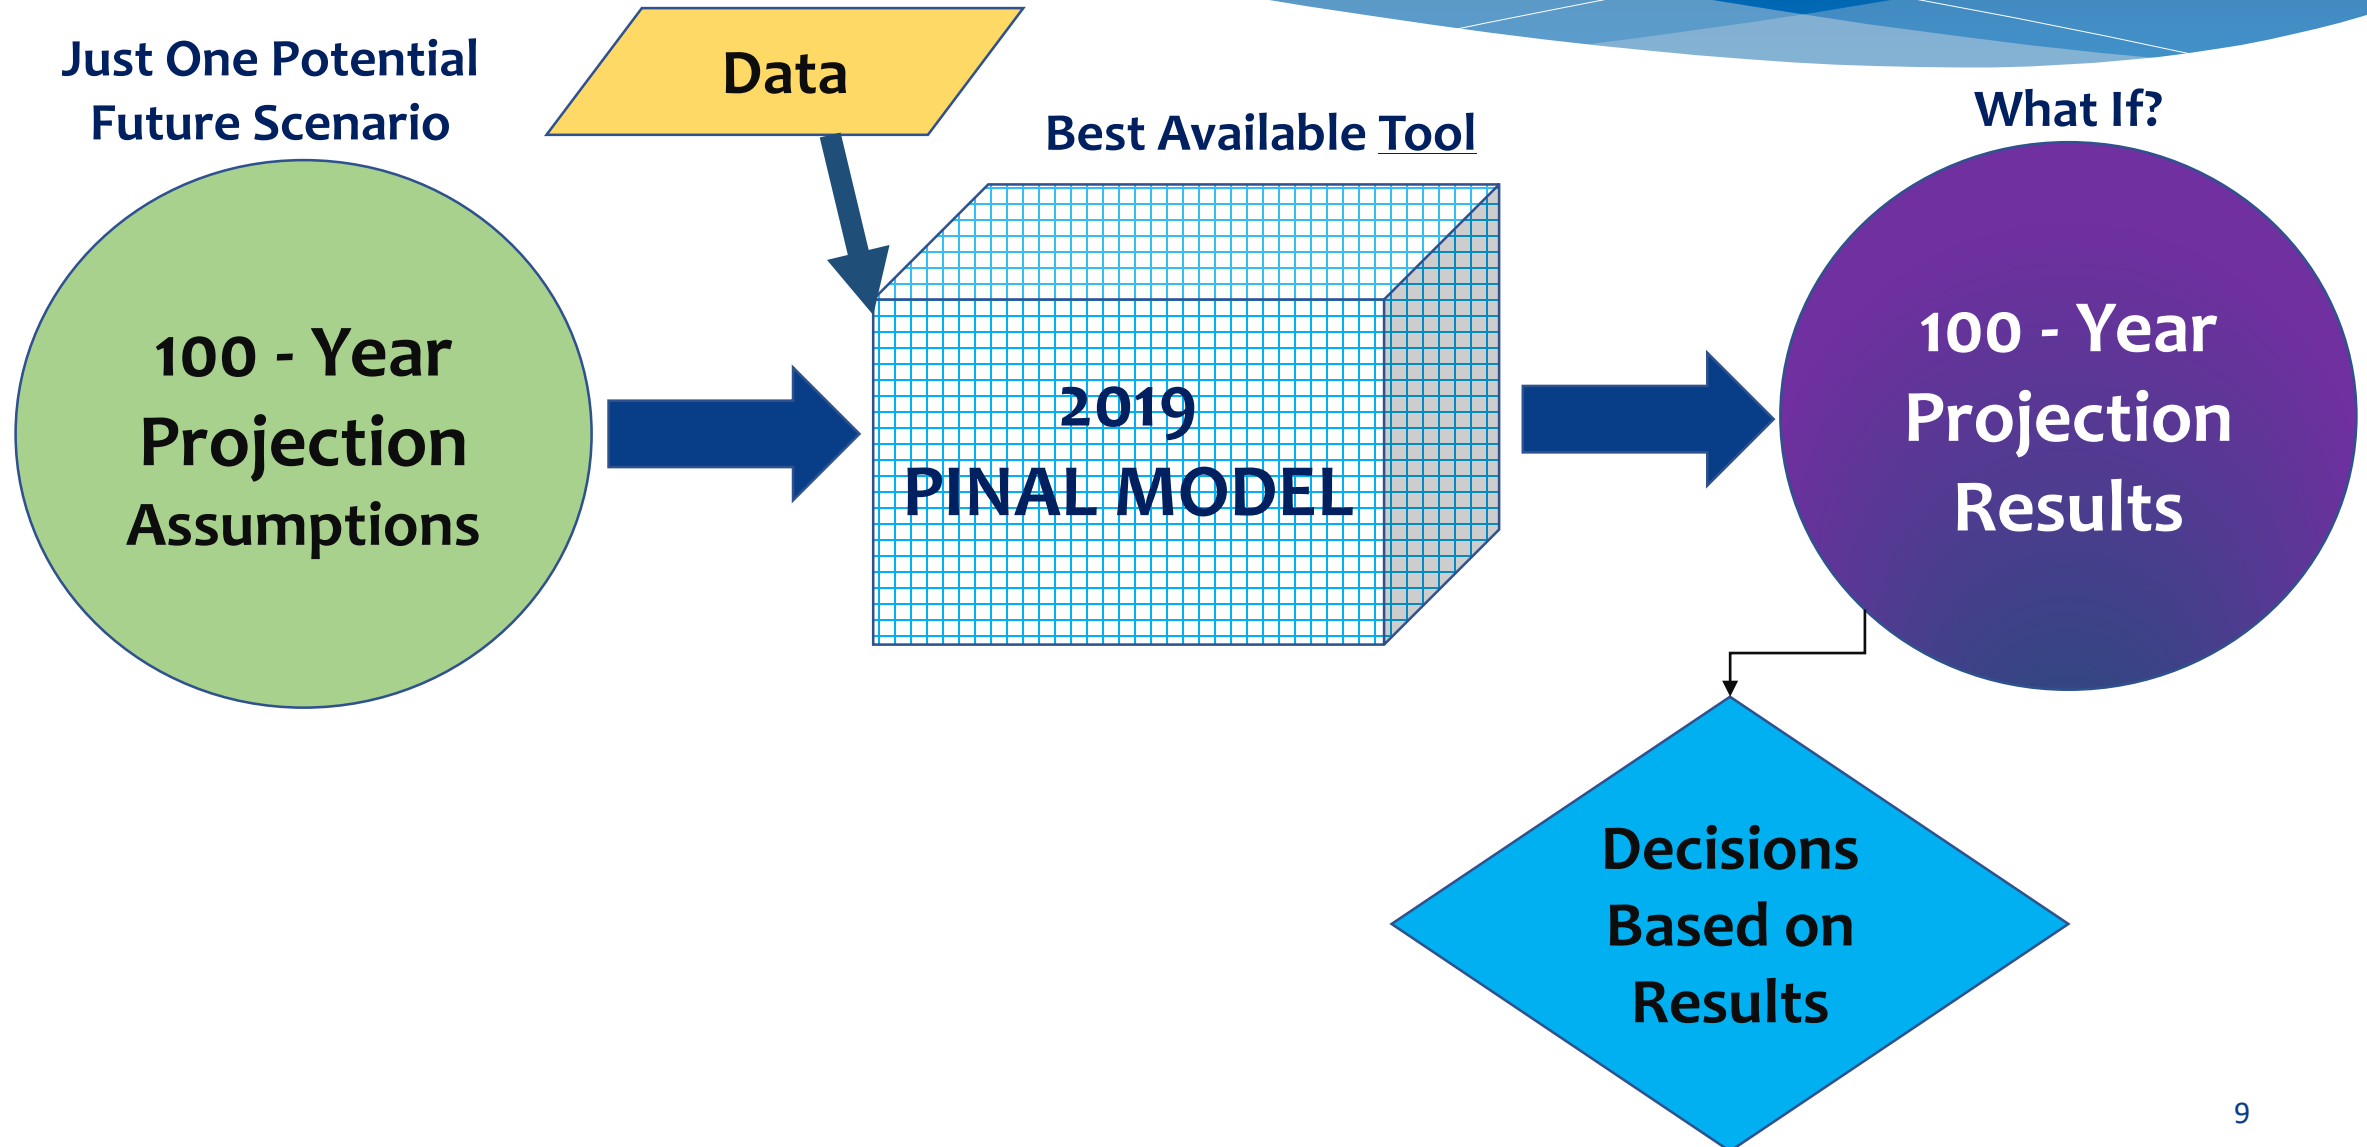 Just One Potential
Future Scenario
Data
Best Available Tool
What If?
100 - Year
Projection
Assumptions
2019
PINAL MODEL
100 - Year
Projection
Results
Decisions
Based on
Results
9